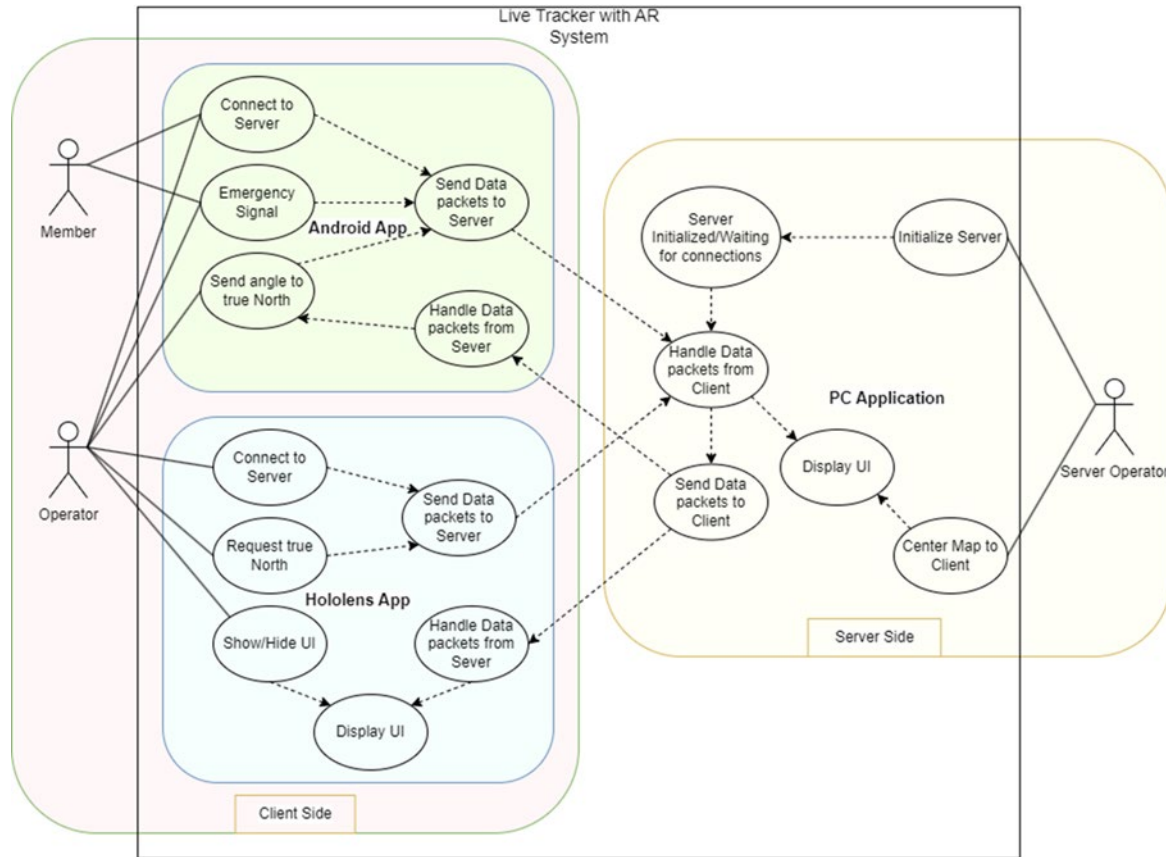 Live Tracker with AR
System
Connect to
Server
Emergency
Signal
Send angle to
true North
Android App
Send Data
packets to
Server
Handle Data
packets from
Sever
Member
Operator
Connect to
Server
Request true
North
Hololens App
Show/Hide UI
Send Data
packets to
Server
Handle Data
packets from
Sever
Display UI
Client Side
Server
Initialized/Waiting
for connections
Initialize Server
Handle Data
packets from
Client
PC Application
Display UI
Send Data
packets to
Client
Center Map to
Client
Server Operator
Server Side